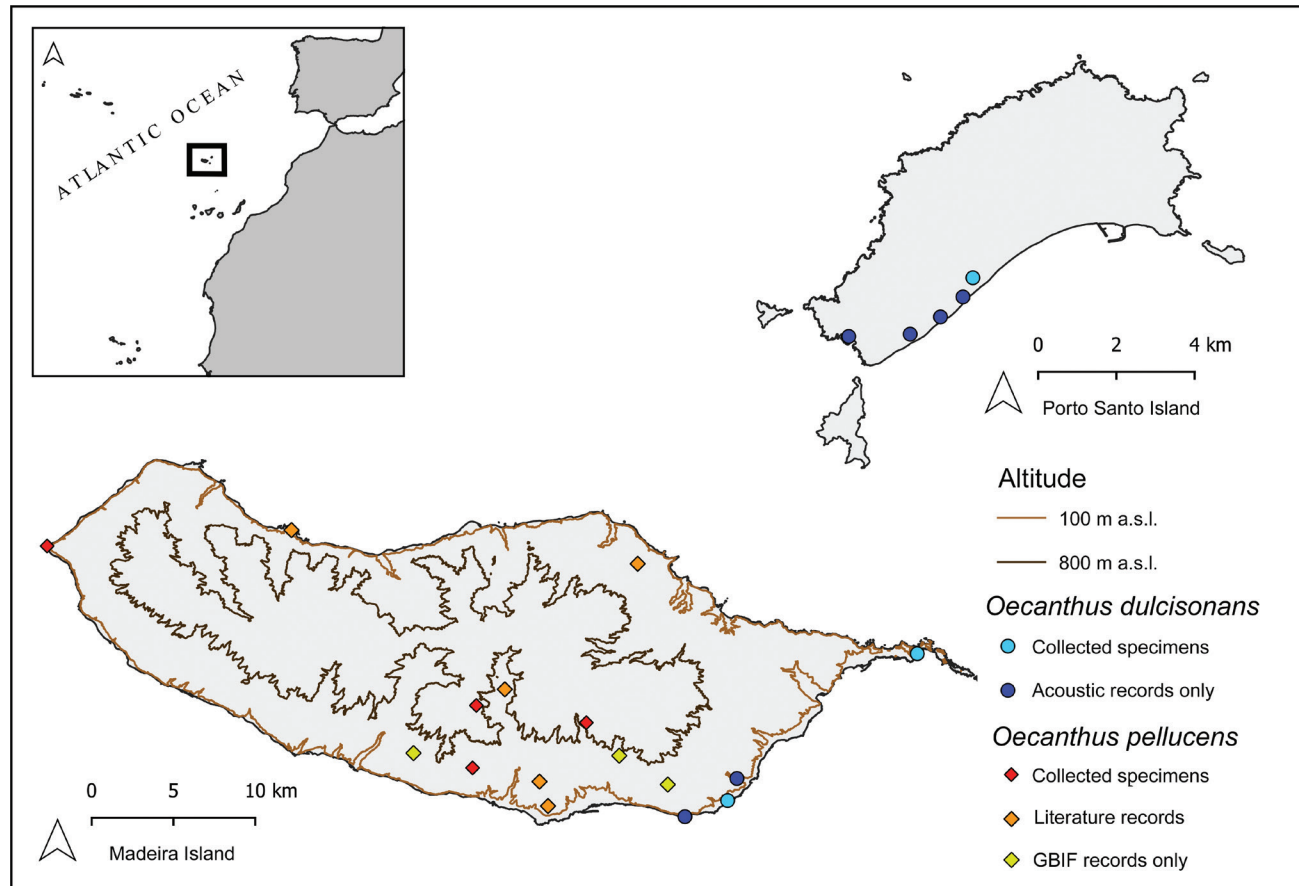 ATLANTIC OCEAN
0 2 4 km
Porto Santo Island
Altitude
100 m a.s.l.
800 m a.s.l.
Oecanthus dulcisonans
Collected specimens
Acoustic records only
Oecanthus pellucens
Collected specimens
Literature records
GBIF records only
0 5 10 km
Madeira Island